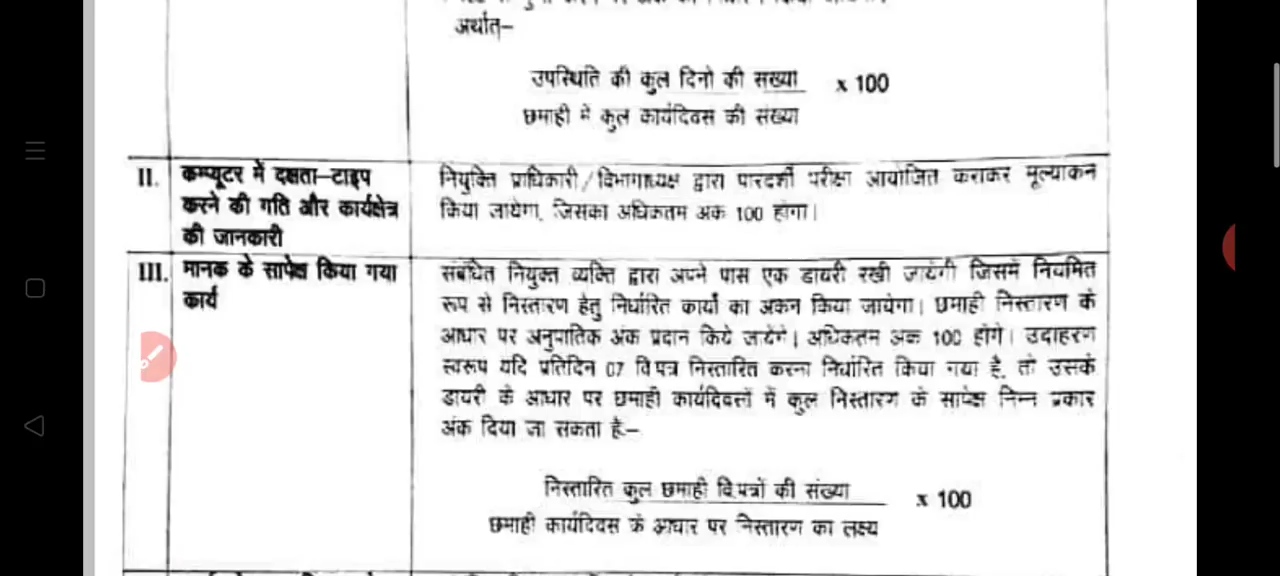 अर्थात्–
उपस्थिति की कुल दिनो की सख्या
x 100
छमाही मे कुल कार्यदिवस की संख्या
II. कम्प्यूटर में दक्षता–टाइप
करने की गति और कार्यक्षेत्र
की जानकारी
नियुक्ति प्राधिकारी/विभागाध्यक्ष द्वारा पारदर्शी परीक्षा आयोजित कराकर मूल्याकन
किया जायेगा, जिसका अधिकतम अक 100 होगा।
III. मानक के सापेक्ष किया गया
कार्य
संबंधित नियुक्त व्यक्ति द्वारा अपने पास एक डायरी रखी जायेगी जिसमें नियमित
रूप से निस्तारण हेतु निर्धारित कार्यों का अकन किया जायेगा। छमाही निस्तारण के
आधार पर अनुपातिक अंक प्रदान किये जायेगे। अधिकतम अक 100 होगे। उदाहरण
स्वरूप यदि प्रतिदिन 07 विपत्र निस्तारित करना निर्धारित किया गया है, तो उसके
डायरी के आधार पर छमाही कार्यदिवसों में कुल निस्तारण के सापेक्ष निम्न प्रकार
अंक दिया जा सकता है:–
निस्तारित कुल छमाही विपत्रों की संख्या
x 100
छमाही कार्यदिवस के आधार पर निस्तारण का लक्ष्य